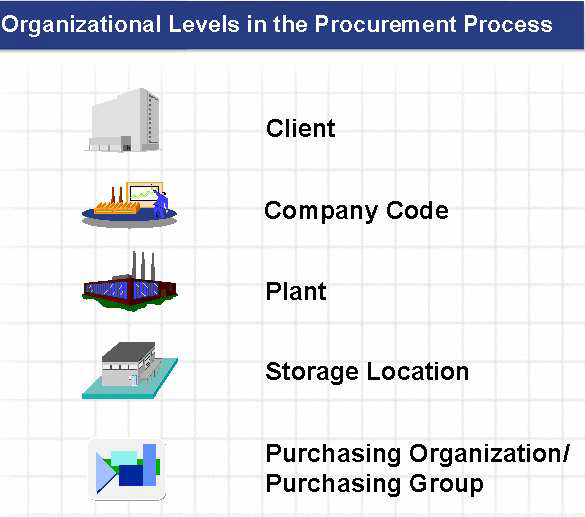 Organizational Levels in the Procurement Process
Client
Company Code
Plant
Storage Location
Purchasing Organization/
Purchasing Group